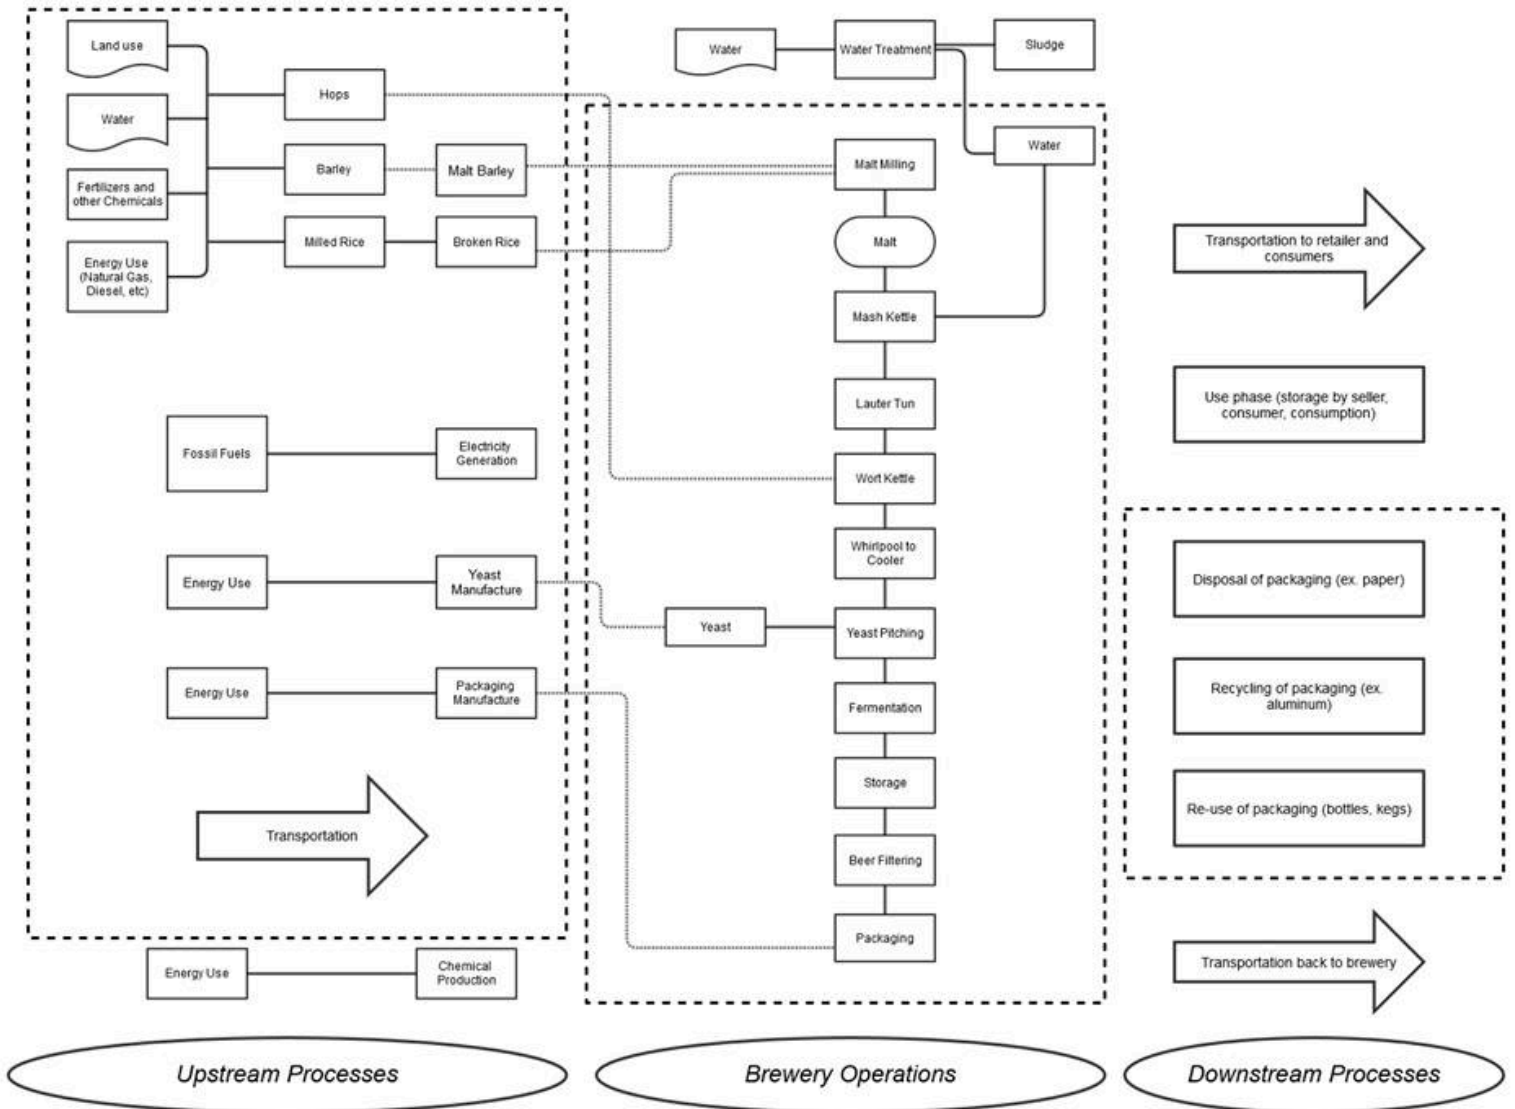 Land use
Water
Fertilizers and
other Chemicals
Energy Use
(Natural Gas,
Diesel, etc)
Hops
Barley
Malt Barley
Milled Rice
Broken Rice
Fossil Fuels
Electricity
Generation
Energy Use
Yeast
Manufacture
Energy Use
Packaging
Manufacture
Transportation
Energy Use
Chemical
Production
Upstream Processes
Water
Water Treatment
Sludge
Water
Malt Milling
Malt
Mash Kettle
Lauter Tun
Wort Kettle
Whirlpool to
Cooler
Yeast
Yeast Pitching
Fermentation
Storage
Beer Filtering
Packaging
Brewery Operations
Transportation to retailer and
consumers
Use phase (storage by seller,
consumer, consumption)
Disposal of packaging (ex. paper)
Recycling of packaging (ex.
aluminum)
Re-use of packaging (bottles, kegs)
Transportation back to brewery
Downstream Processes